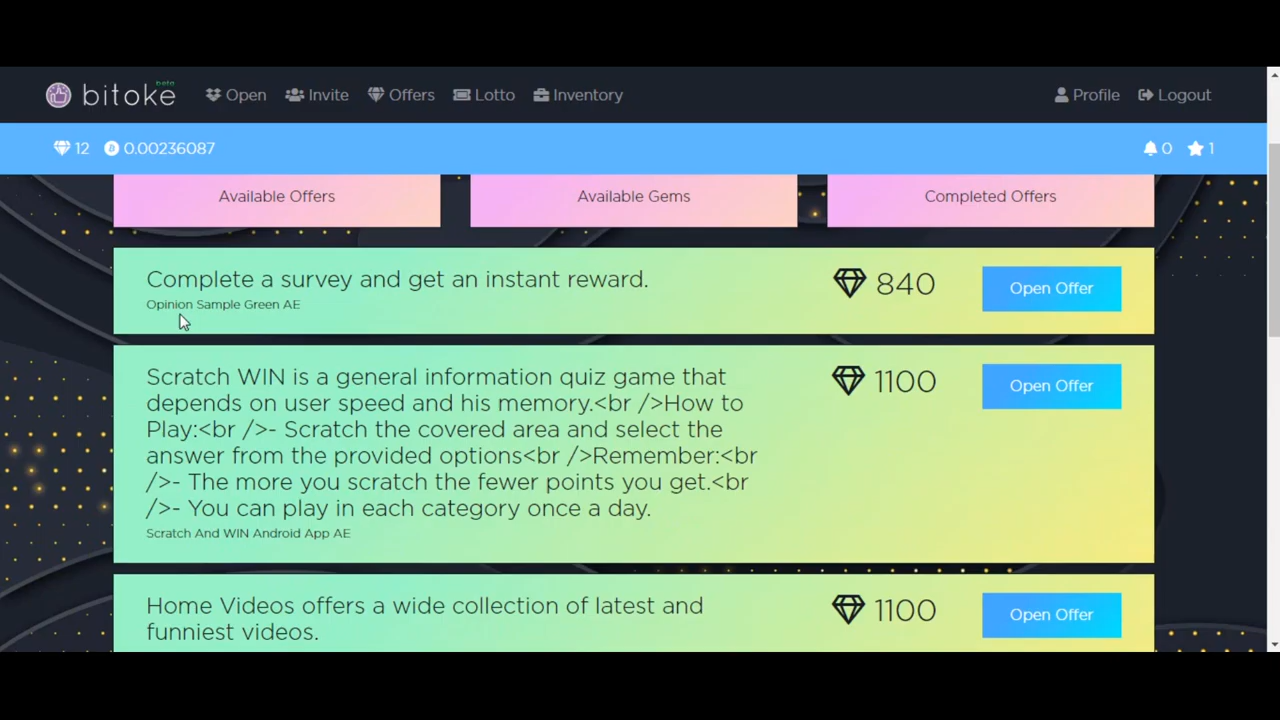 bitoke beta Open Invite Offers Lotto Inventory Profile Logout
12 0.00236087 0 1
Available Offers Available Gems Completed Offers
Complete a survey and get an instant reward. 840 Open Offer
Opinion Sample Green AE
Scratch WIN is a general information quiz game that 1100 Open Offer
depends on user speed and his memory.<br />How to
Play:<br />- Scratch the covered area and select the
answer from the provided options<br />Remember:<br
/>- The more you scratch the fewer points you get.<br
/>- You can play in each category once a day.
Scratch And WIN Android App AE
Home Videos offers a wide collection of latest and 1100 Open Offer
funniest videos.